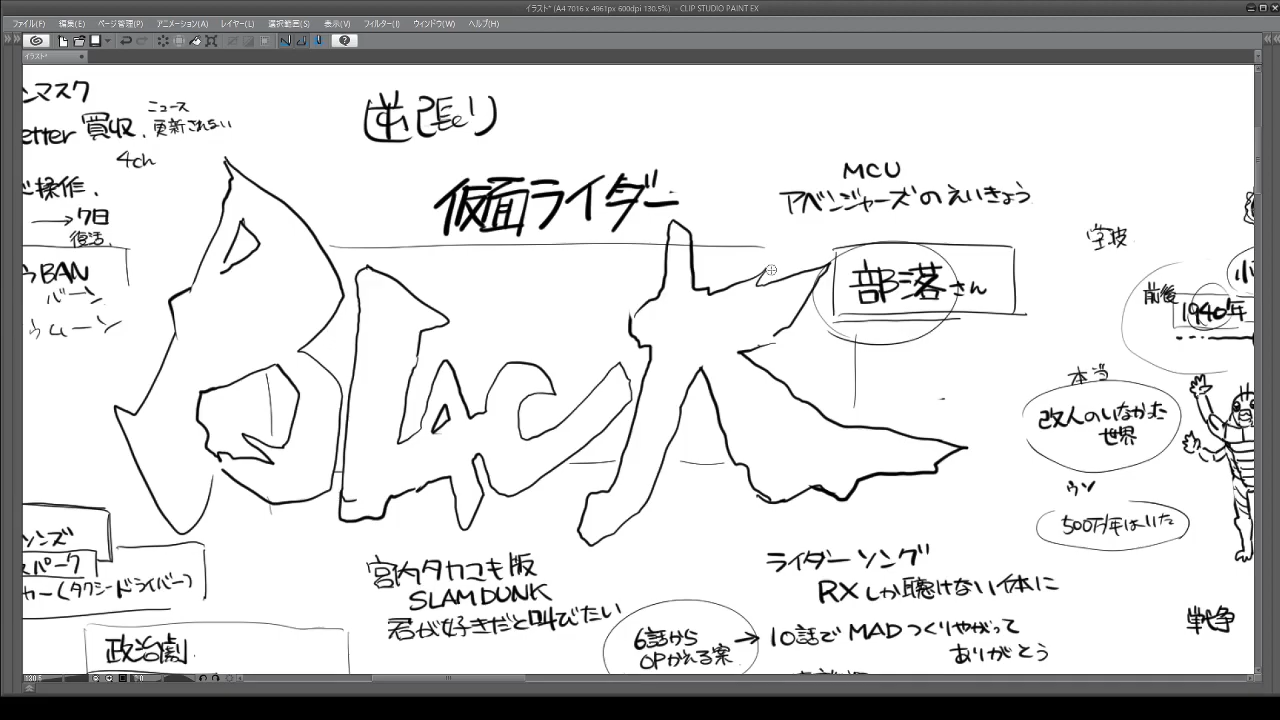 イラスト* (A4 7016 x 4961px 600dpi 130.5%) - CLIP STUDIO PAINT EX
ファイル(F) 編集(E) ページ管理(P) アニメーション(A) レイヤー(L) 選択範囲(S) 表示(V) フィルター(I) ウィンドウ(W) ヘルプ(H)
イラスト*
ンマスク
etter 買収、
ニュース
更新されない
4ch
操作、
→7日
復活、
BAN
バーン
ウムーン
逆張り
仮面ライダー
BLACK
MCU
アベンジャーズのえいきょう
部落さん
学波
前後
1940年
本当
改人のいなかった
世界
ウソ
500万年はいた
戦争
ソンズ
スパーク
カー(タクシードライバー)
政治劇
宮内タカユキ版
SLAM DUNK
君が好きだと叫びたい
ライダーソング
RXしか聴けない体に
6話から
OPかえる案
→10話でMADつくりやがって
ありがとう
130.5